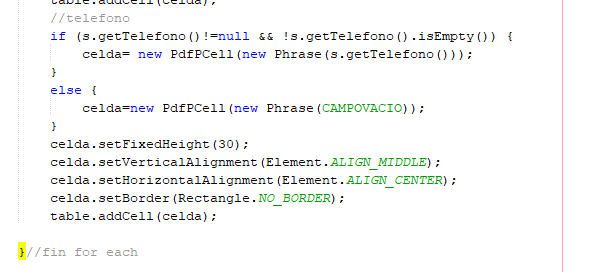 table.addCell(celda);
//telefono
if (s.getTelefono()!=null && !s.getTelefono().isEmpty()) {
celda= new PdfPCell(new Phrase(s.getTelefono()));
}
else {
celda=new PdfPCell(new Phrase(CAMPOVACIO));
}
celda.setFixedHeight(30);
celda.setVerticalAlignment(Element.ALIGN_MIDDLE);
celda.setHorizontalAlignment(Element.ALIGN_CENTER);
celda.setBorder(Rectangle.NO_BORDER);
table.addCell(celda);
}//fin for each